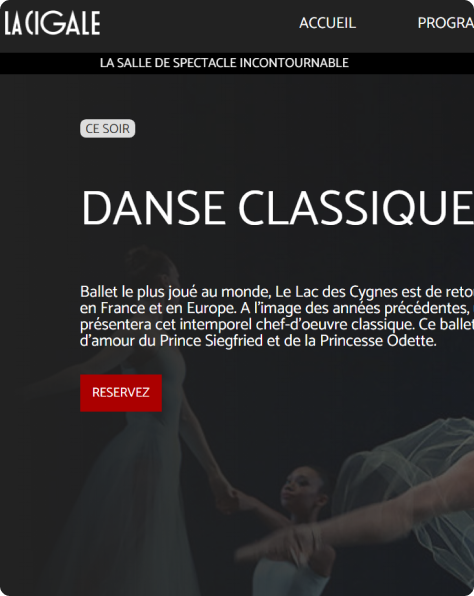 LA CIGALE
ACCUEIL
PROGRA
LA SALLE DE SPECTACLE INCONTOURNABLE
CE SOIR
DANSE CLASSIQUE
Ballet le plus joué au monde, Le Lac des Cygnes est de reto
en France et en Europe. A l'image des années précédentes,
présentera cet intemporel chef-d'oeuvre classique. Ce ballet
d'amour du Prince Siegfried et de la Princesse Odette.
RESERVEZ